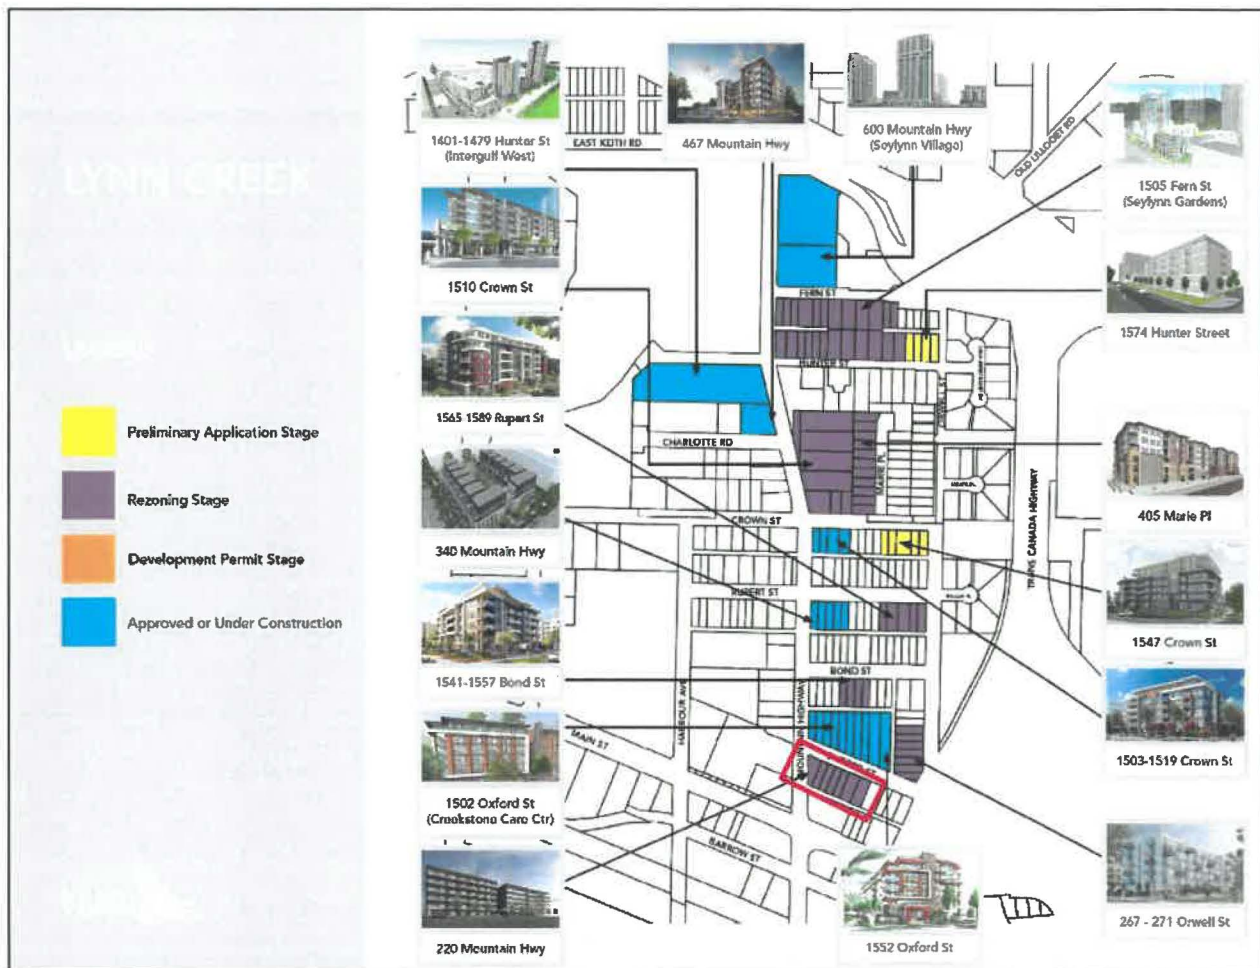 LYNN CREEK
Preliminary Application Stage
Rezoning Stage
Development Permit Stage
Approved or Under Construction
1401-1479 Hunter St
(Intergulf West)
467 Mountain Hwy
600 Mountain Hwy
(Seylynn Village)
1505 Fern St
(Seylynn Gardens)
1510 Crown St
1574 Hunter Street
1565-1589 Rupert St
405 Marie Pl
340 Mountain Hwy
1547 Crown St
1541-1557 Bond St
1503-1519 Crown St
1502 Oxford St
(Creekstone Care Ctr)
220 Mountain Hwy
1552 Oxford St
267 - 271 Orwell St
EAST KEITH RD
OLD LILLOOET RD
FERN ST
HUNTER ST
CHARLOTTE RD
MARIE PL
CROWN ST
TRANS CANADA HIGHWAY
RUPERT ST
BOND ST
HARBOUR AVE
MOUNTAIN HIGHWAY
MAIN ST
BARROW ST